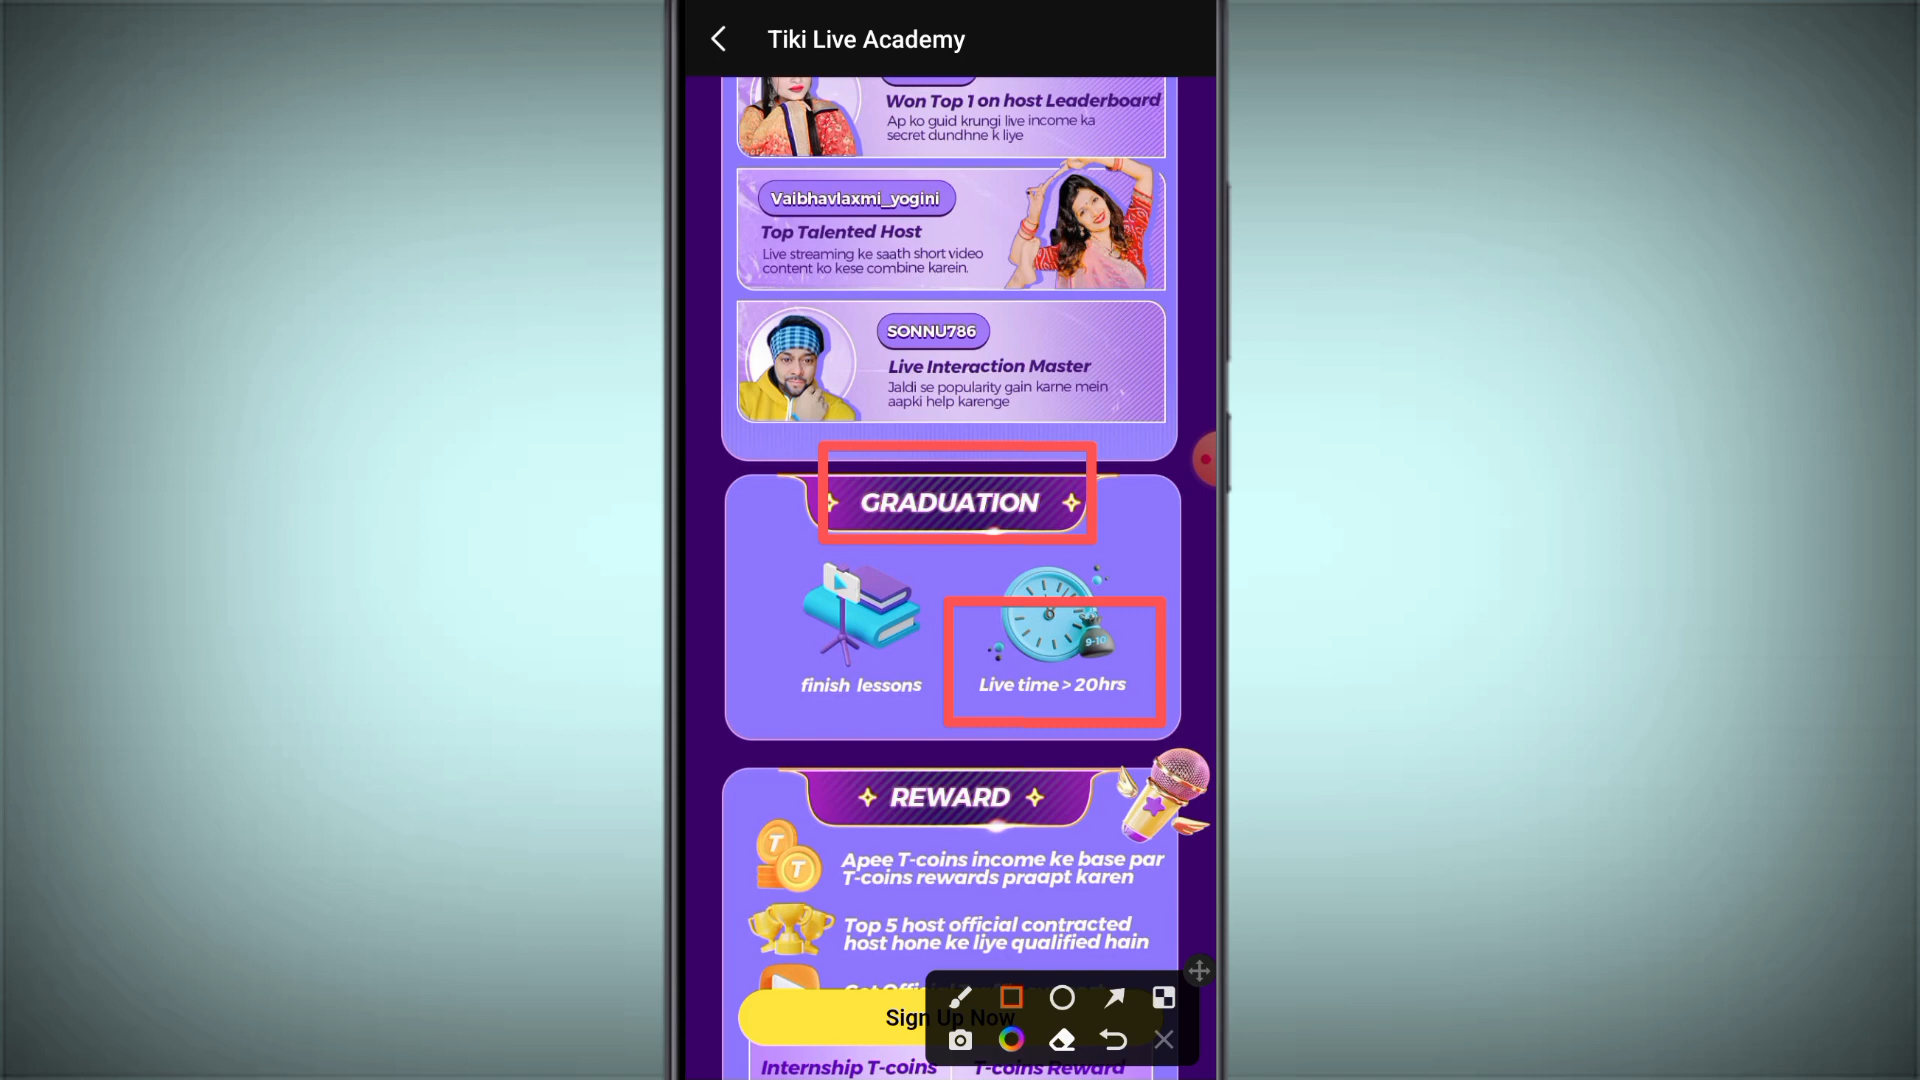 Tiki Live Academy
Won Top 1 on host Leaderboard
Ap ko guid krungi live income ka
secret dundhne k liye
Vaibhavlaxmi_yogini
Top Talented Host
Live streaming ke saath short video
content ko kese combine karein.
SONNU786
Live Interaction Master
Jaldi se popularity gain karne mein
aapki help karenge
GRADUATION
9-10
finish lessons
Live time > 20hrs
REWARD
T
T
Apee T-coins income ke base par
T-coins rewards praapt karen
Top 5 host official contracted
host hone ke liye qualified hain
Sign Up Now
Internship T-coins
T-coins Reward